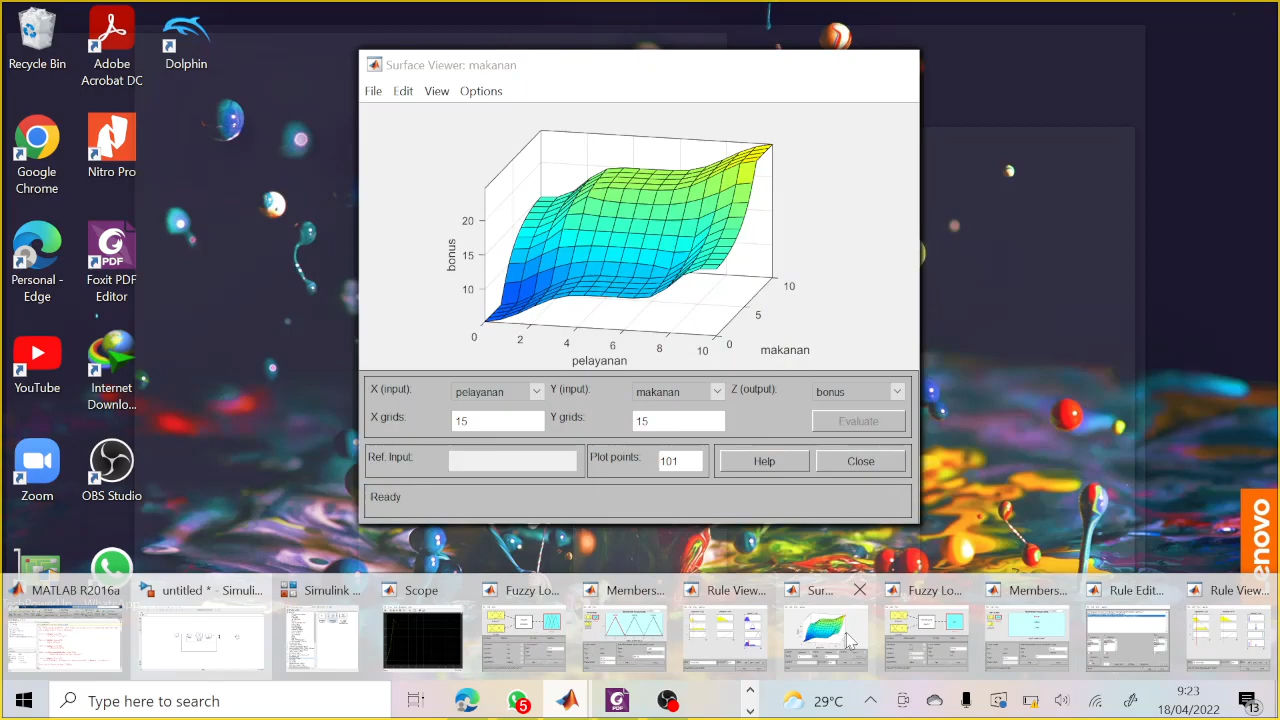 Recycle Bin
Adobe
Acrobat DC
Dolphin
Google
Chrome
Nitro Pro
Personal -
Edge
PDF
Foxit PDF
Editor
YouTube
Internet
Downlo...
Zoom
OBS Studio
Surface Viewer: makanan
File Edit View Options
bonus
20
15
10
0 2 4 6 8 10
pelayanan
0 5 10
makanan
X (input): pelayanan Y (input): makanan Z (output): bonus
X grids: 15 Y grids: 15 Evaluate
Ref. Input: Plot points: 101 Help Close
Ready
MATLAB R2016a
untitled * - Simuli...
Simulink ...
Scope
Fuzzy Lo...
Members...
Rule View...
Sur...
Fuzzy Lo...
Members...
Rule Edit...
Rule View...
Type here to search
5
PDF
29°C
9:23
18/04/2022
13